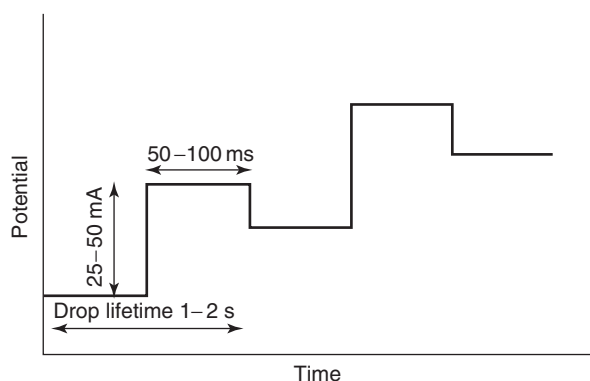 50–100 ms
25–50 mA
Drop lifetime 1–2 s
Potential
Time